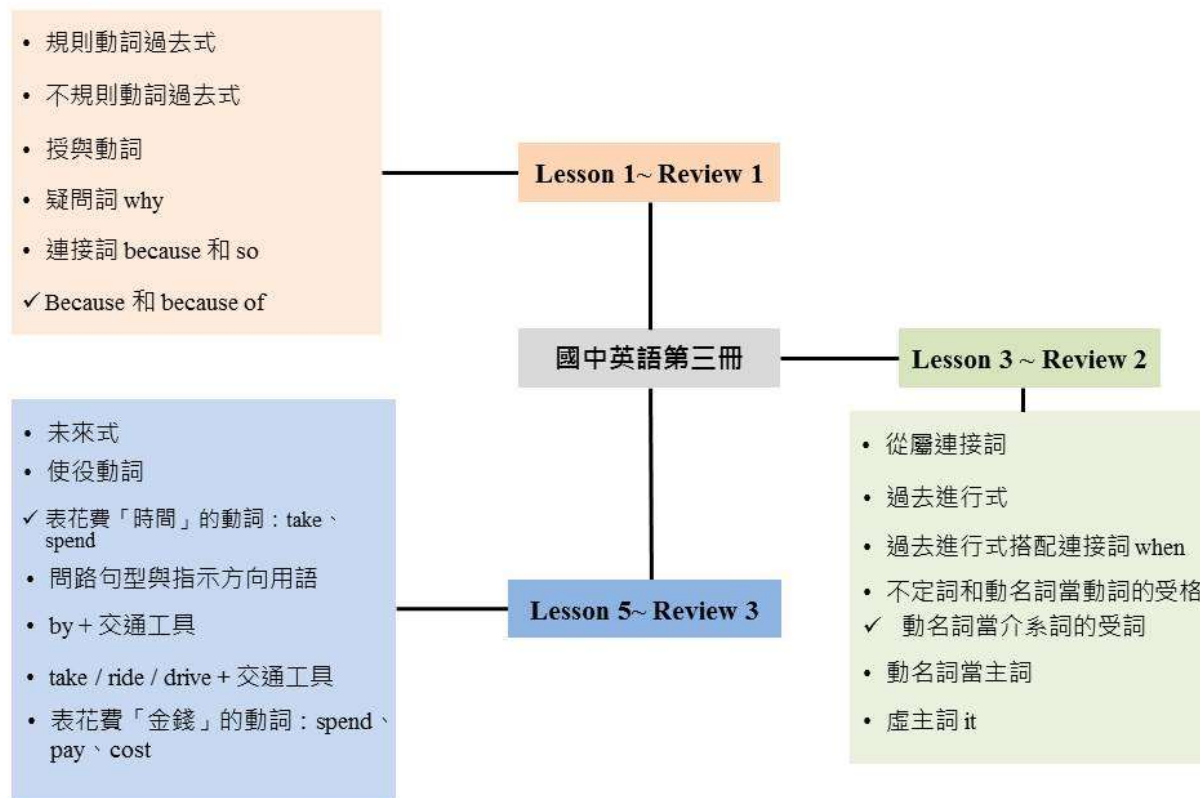 • 規則動詞過去式
• 不規則動詞過去式
• 授與動詞
• 疑問詞 why
• 連接詞 because 和 so
✓ Because 和 because of
Lesson 1~ Review 1
國中英語第三冊
Lesson 3 ~ Review 2
• 未來式
• 使役動詞
✓ 表花費「時間」的動詞：take、
spend
• 問路句型與指示方向用語
• by + 交通工具
• take / ride / drive + 交通工具
• 表花費「金錢」的動詞：spend、
pay、cost
Lesson 5~ Review 3
• 從屬連接詞
• 過去進行式
• 過去進行式搭配連接詞 when
• 不定詞和動名詞當動詞的受格
✓ 動名詞當介系詞的受詞
• 動名詞當主詞
• 虛主詞 it